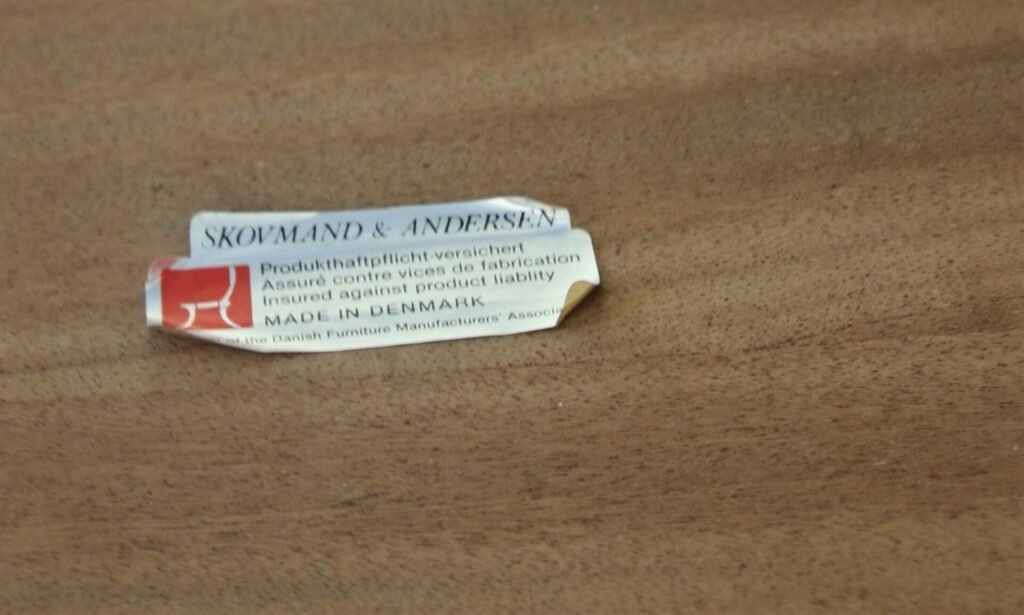 SKOVMAND & ANDERSEN
Produkthaftpflicht-versichert
Assuré contre vices de fabrication
Insured against product liablity
MADE IN DENMARK
of the Danish Furniture Manufacturers'